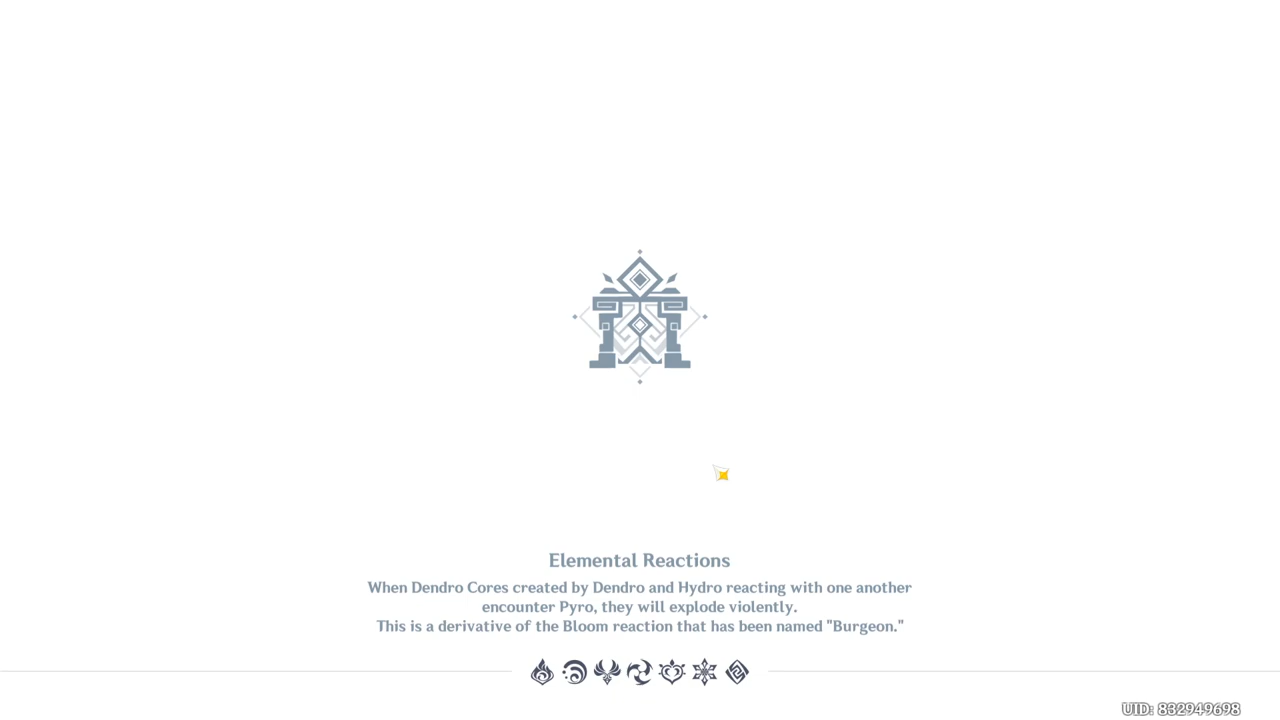 Elemental Reactions
When Dendro Cores created by Dendro and Hydro reacting with one another
encounter Pyro, they will explode violently.
This is a derivative of the Bloom reaction that has been named "Burgeon."
UID: 832949698